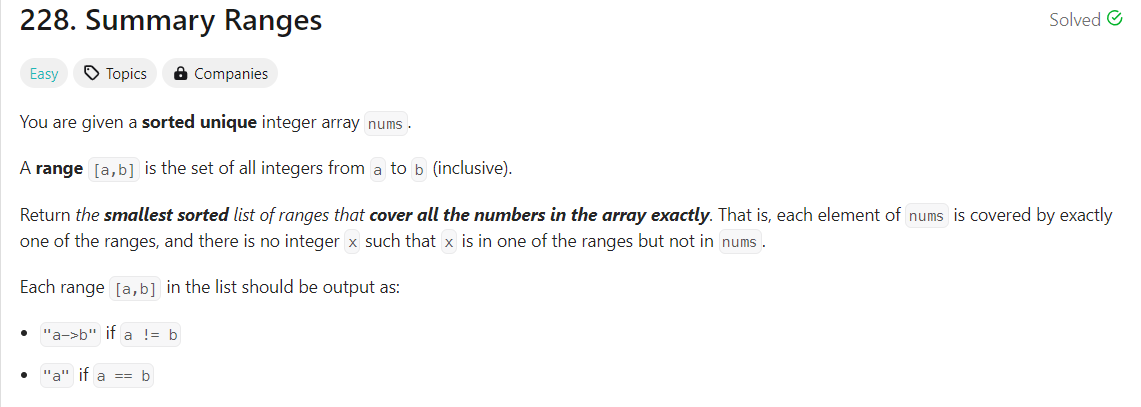 228. Summary Ranges
Solved
Easy Topics Companies
You are given a sorted unique integer array nums.
A range [a,b] is the set of all integers from a to b (inclusive).
Return the smallest sorted list of ranges that cover all the numbers in the array exactly. That is, each element of nums is covered by exactly
one of the ranges, and there is no integer x such that x is in one of the ranges but not in nums.
Each range [a,b] in the list should be output as:
• "a->b" if a != b
• "a" if a == b